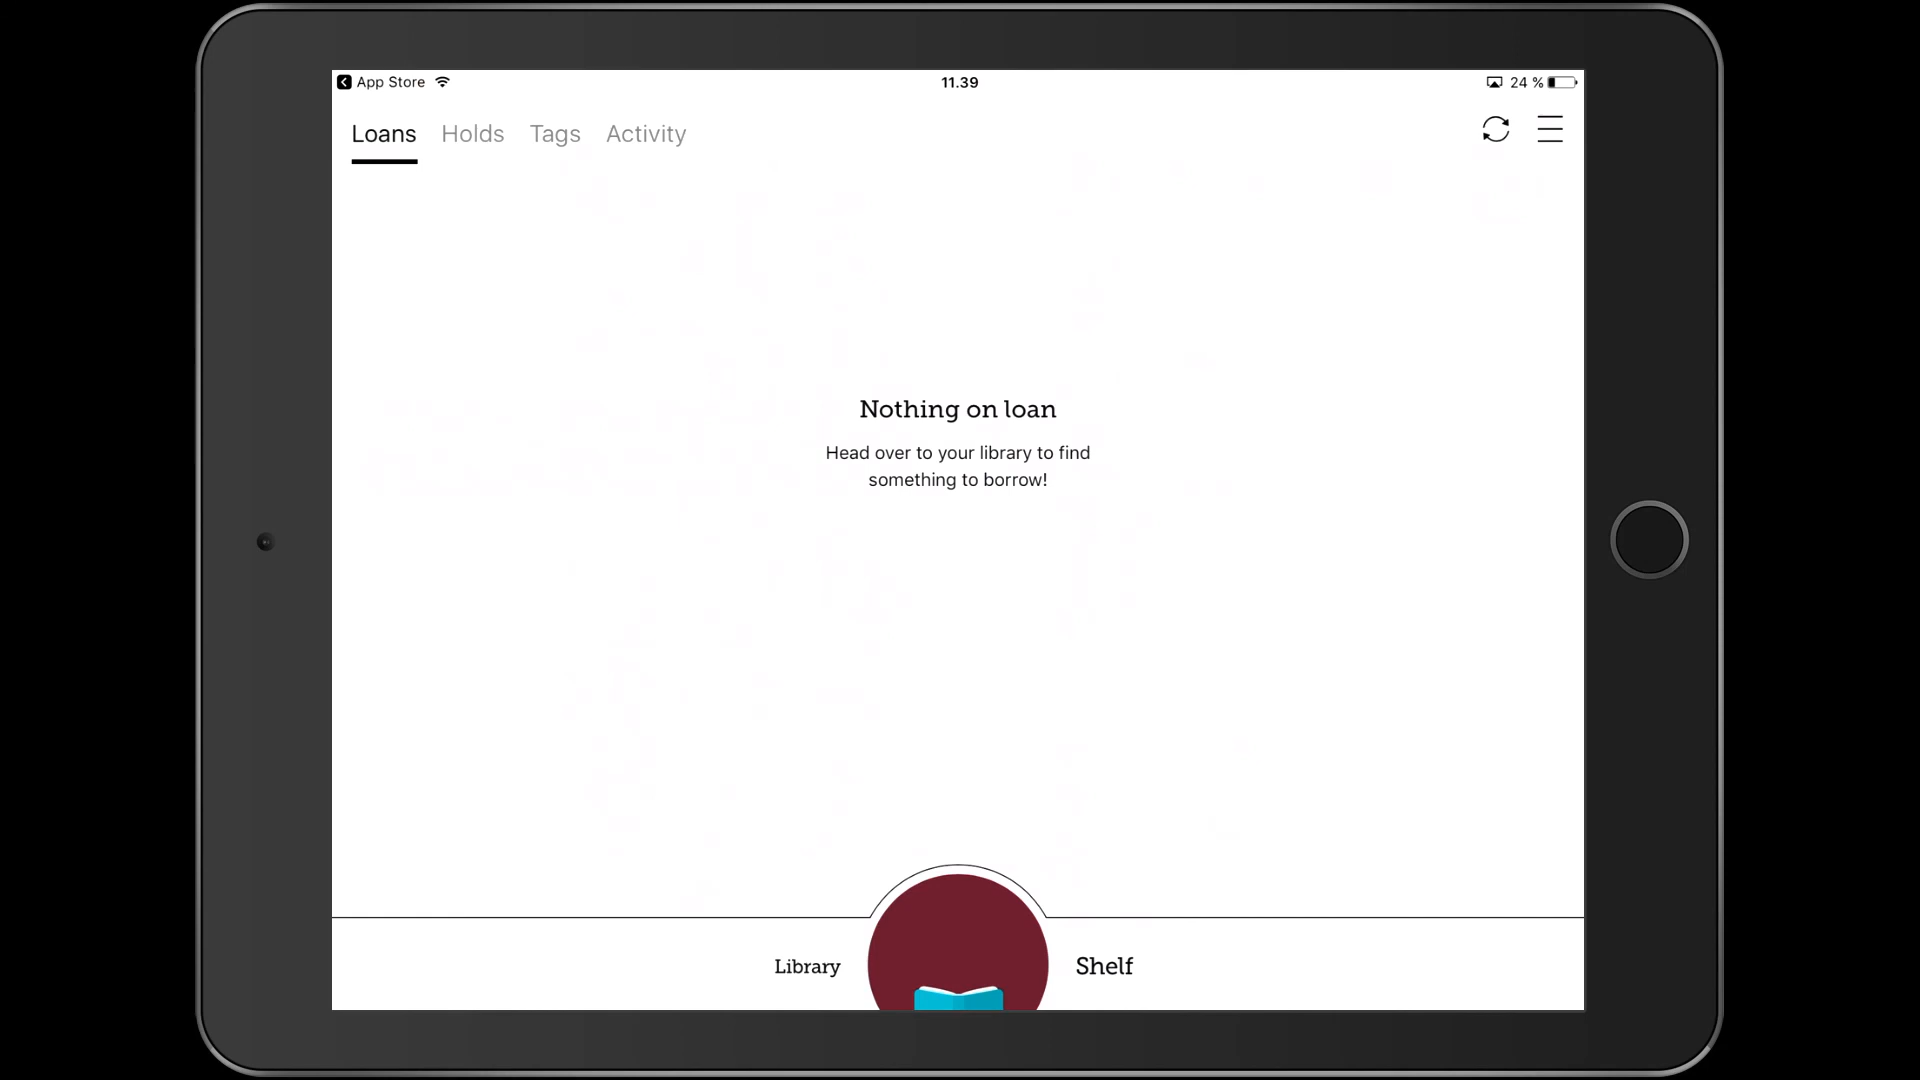 App Store
11.39
24 %
Loans Holds Tags Activity
Nothing on loan
Head over to your library to find
something to borrow!
Library
Shelf